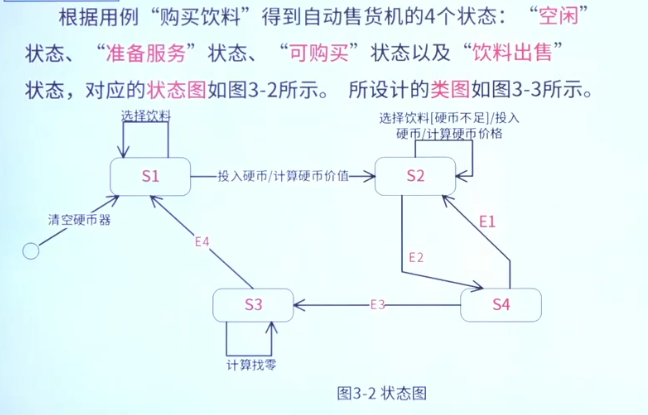 根据用例“购买饮料”得到自动售货机的4个状态：“空闲”
状态、“准备服务”状态、“可购买”状态以及“饮料出售”
状态，对应的状态图如图3-2所示。 所设计的类图如图3-3所示。
选择饮料
选择饮料[硬币不足]/投入
硬币/计算硬币价格
S1
投入硬币/计算硬币价值
S2
清空硬币器
E4
E1
E2
S3
E3
S4
计算找零
图3-2 状态图